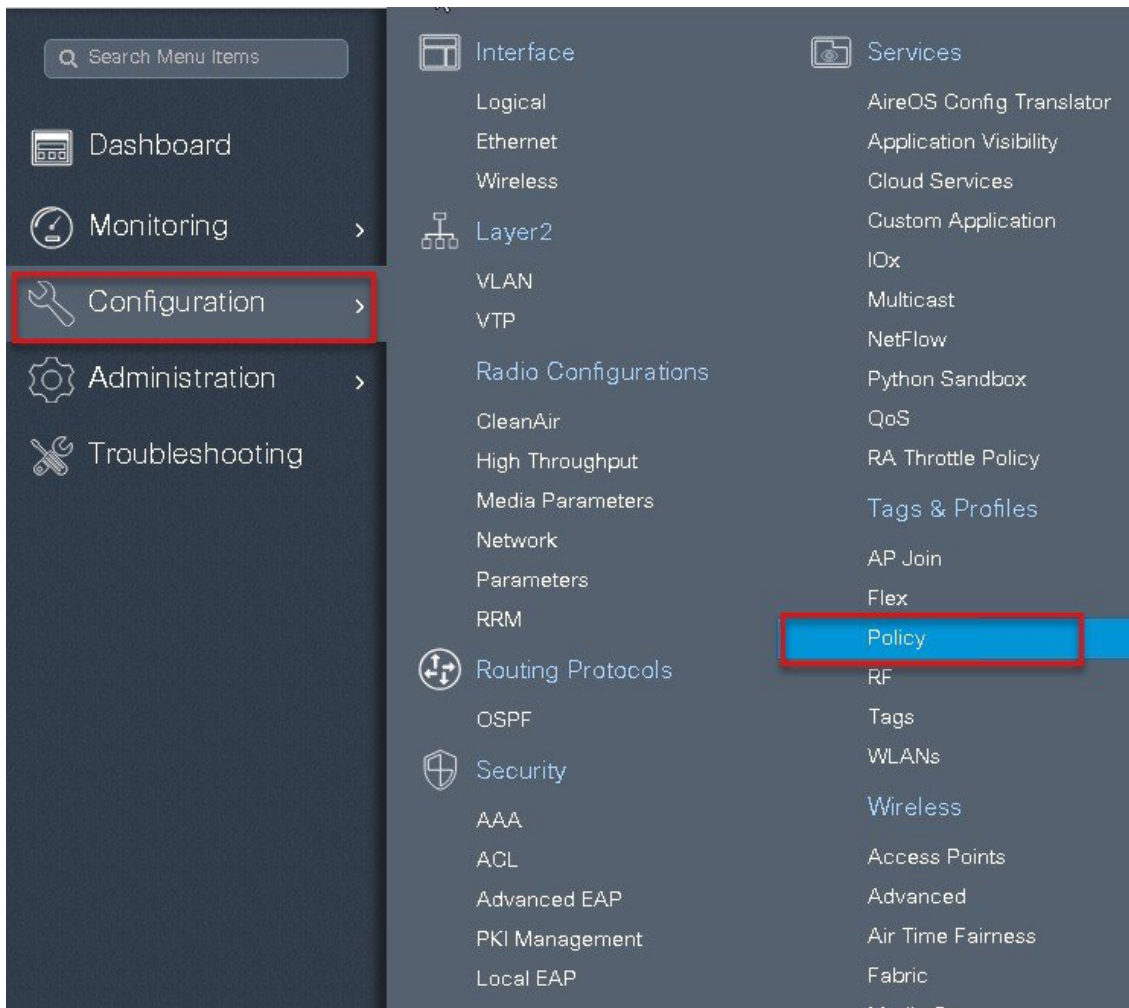 Search Menu Items
Dashboard
Monitoring
Configuration
Administration
Troubleshooting
Interface
Logical
Ethernet
Wireless
Layer2
VLAN
VTP
Radio Configurations
CleanAir
High Throughput
Media Parameters
Network
Parameters
RRM
Routing Protocols
OSPF
Security
AAA
ACL
Advanced EAP
PKI Management
Local EAP
Services
AireOS Config Translator
Application Visibility
Cloud Services
Custom Application
IOx
Multicast
NetFlow
Python Sandbox
QoS
RA Throttle Policy
Tags & Profiles
AP Join
Flex
Policy
RF
Tags
WLANs
Wireless
Access Points
Advanced
Air Time Fairness
Fabric